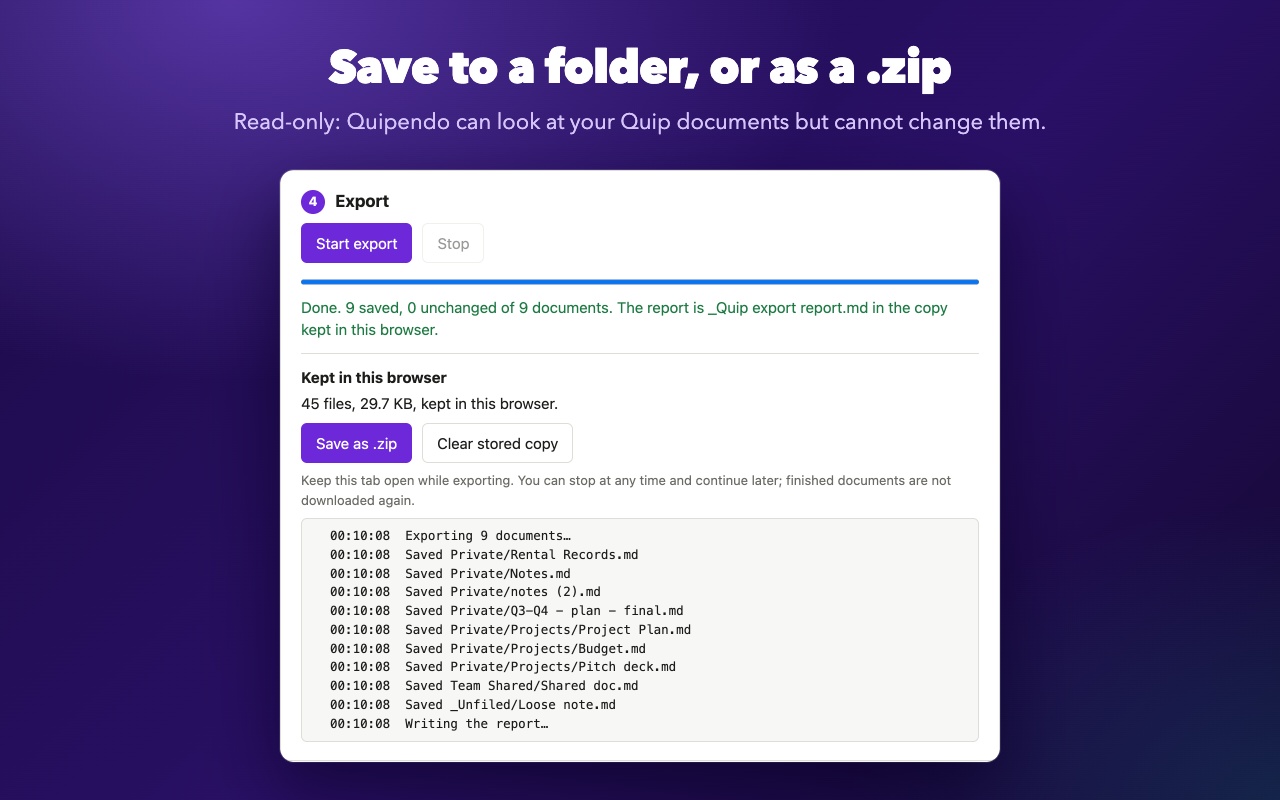 Save to a folder, or as a .zip
Read-only: Quipendo can look at your Quip documents but cannot change them.
4 Export
Start export Stop
Done. 9 saved, 0 unchanged of 9 documents. The report is _Quip export report.md in the copy
kept in this browser.
Kept in this browser
45 files, 29.7 KB, kept in this browser.
Save as .zip Clear stored copy
Keep this tab open while exporting. You can stop at any time and continue later; finished documents are not
downloaded again.
00:10:08 Exporting 9 documents…
00:10:08 Saved Private/Rental Records.md
00:10:08 Saved Private/Notes.md
00:10:08 Saved Private/notes (2).md
00:10:08 Saved Private/Q3–Q4 – plan – final.md
00:10:08 Saved Private/Projects/Project Plan.md
00:10:08 Saved Private/Projects/Budget.md
00:10:08 Saved Private/Projects/Pitch deck.md
00:10:08 Saved Team Shared/Shared doc.md
00:10:08 Saved _Unfiled/Loose note.md
00:10:08 Writing the report…